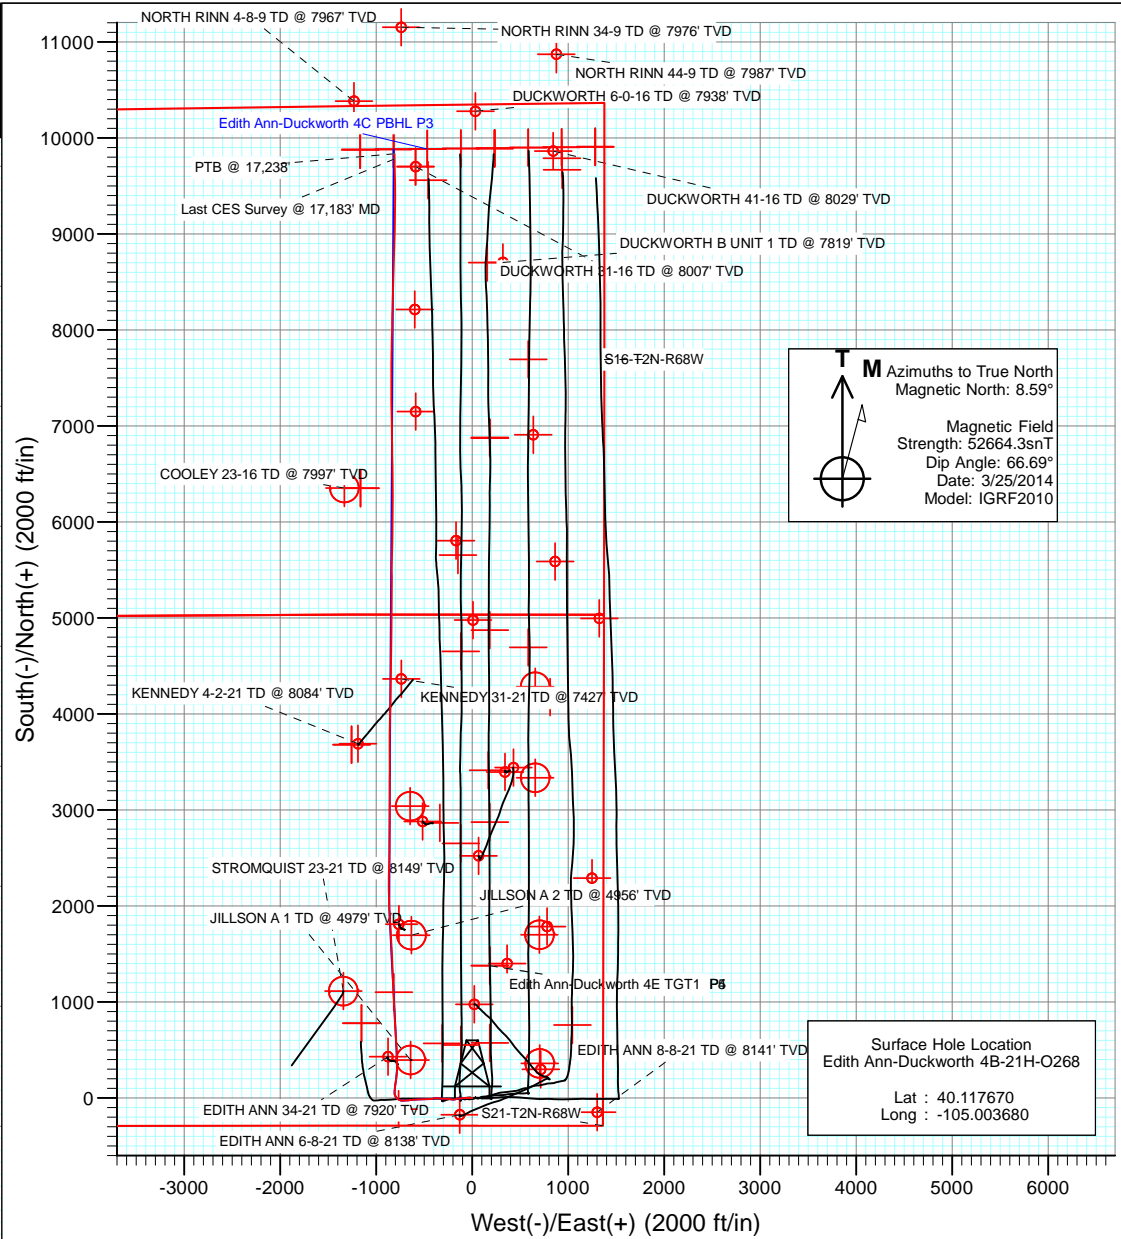 NORTH RINN 4-8-9 TD @ 7967' TVD
NORTH RINN 34-9 TD @ 7976' TVD
NORTH RINN 44-9 TD @ 7987' TVD
DUCKWORTH 6-0-16 TD @ 7938' TVD
Edith Ann-Duckworth 4C PBHL P3
PTB @ 17,238'
Last CES Survey @ 17,183' MD
DUCKWORTH 41-16 TD @ 8029' TVD
DUCKWORTH B UNIT 1 TD @ 7819' TVD
DUCKWORTH 31-16 TD @ 8007' TVD
S16-T2N-R68W
T M
Azimuths to True North
Magnetic North: 8.59°
Magnetic Field
Strength: 52664.3snT
Dip Angle: 66.69°
Date: 3/25/2014
Model: IGRF2010
COOLEY 23-16 TD @ 7997' TVD
KENNEDY 4-2-21 TD @ 8084' TVD
KENNEDY 31-21 TD @ 7427' TVD
STROMQUIST 23-21 TD @ 8149' TVD
JILLSON A 2 TD @ 4956' TVD
JILLSON A 1 TD @ 4979' TVD
Edith Ann-Duckworth 4E TGT1
EDITH ANN 8-8-21 TD @ 8141' TVD
EDITH ANN 34-21 TD @ 7920' TVD
S21-T2N-R68W
EDITH ANN 6-8-21 TD @ 8138' TVD
Surface Hole Location
Edith Ann-Duckworth 4B-21H-O268
Lat : 40.117670
Long : -105.003680
South(-)/North(+) (2000 ft/in)
11000
10000
9000
8000
7000
6000
5000
4000
3000
2000
1000
0
-3000 -2000 -1000 0 1000 2000 3000 4000 5000 6000
West(-)/East(+) (2000 ft/in)